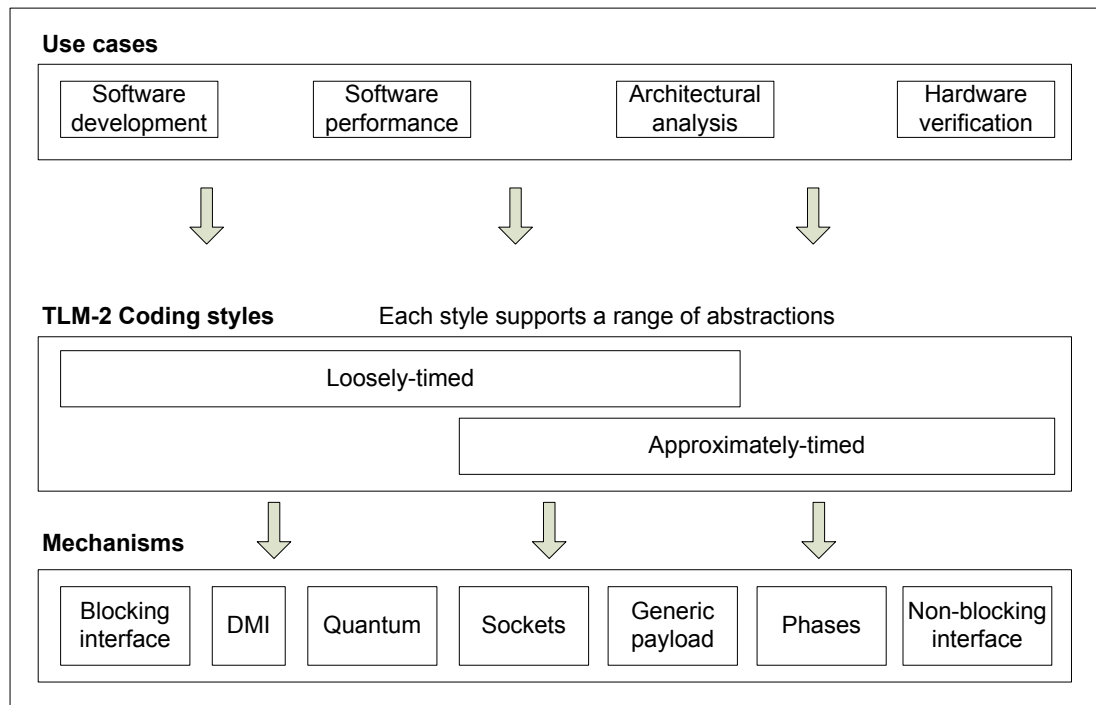 Use cases
Software
development
Software
performance
Architectural
analysis
Hardware
verification
TLM-2 Coding styles
Each style supports a range of abstractions
Loosely-timed
Approximately-timed
Mechanisms
Blocking
interface
DMI
Quantum
Sockets
Generic
payload
Phases
Non-blocking
interface